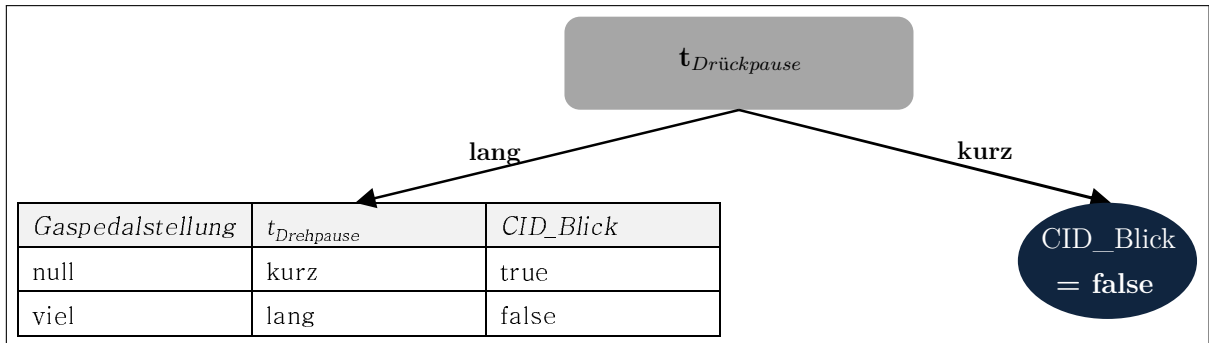 t_Drückpause
lang
kurz
Gaspedalstellung t_Drehpause CID_Blick
null kurz true
viel lang false
CID_Blick
= false